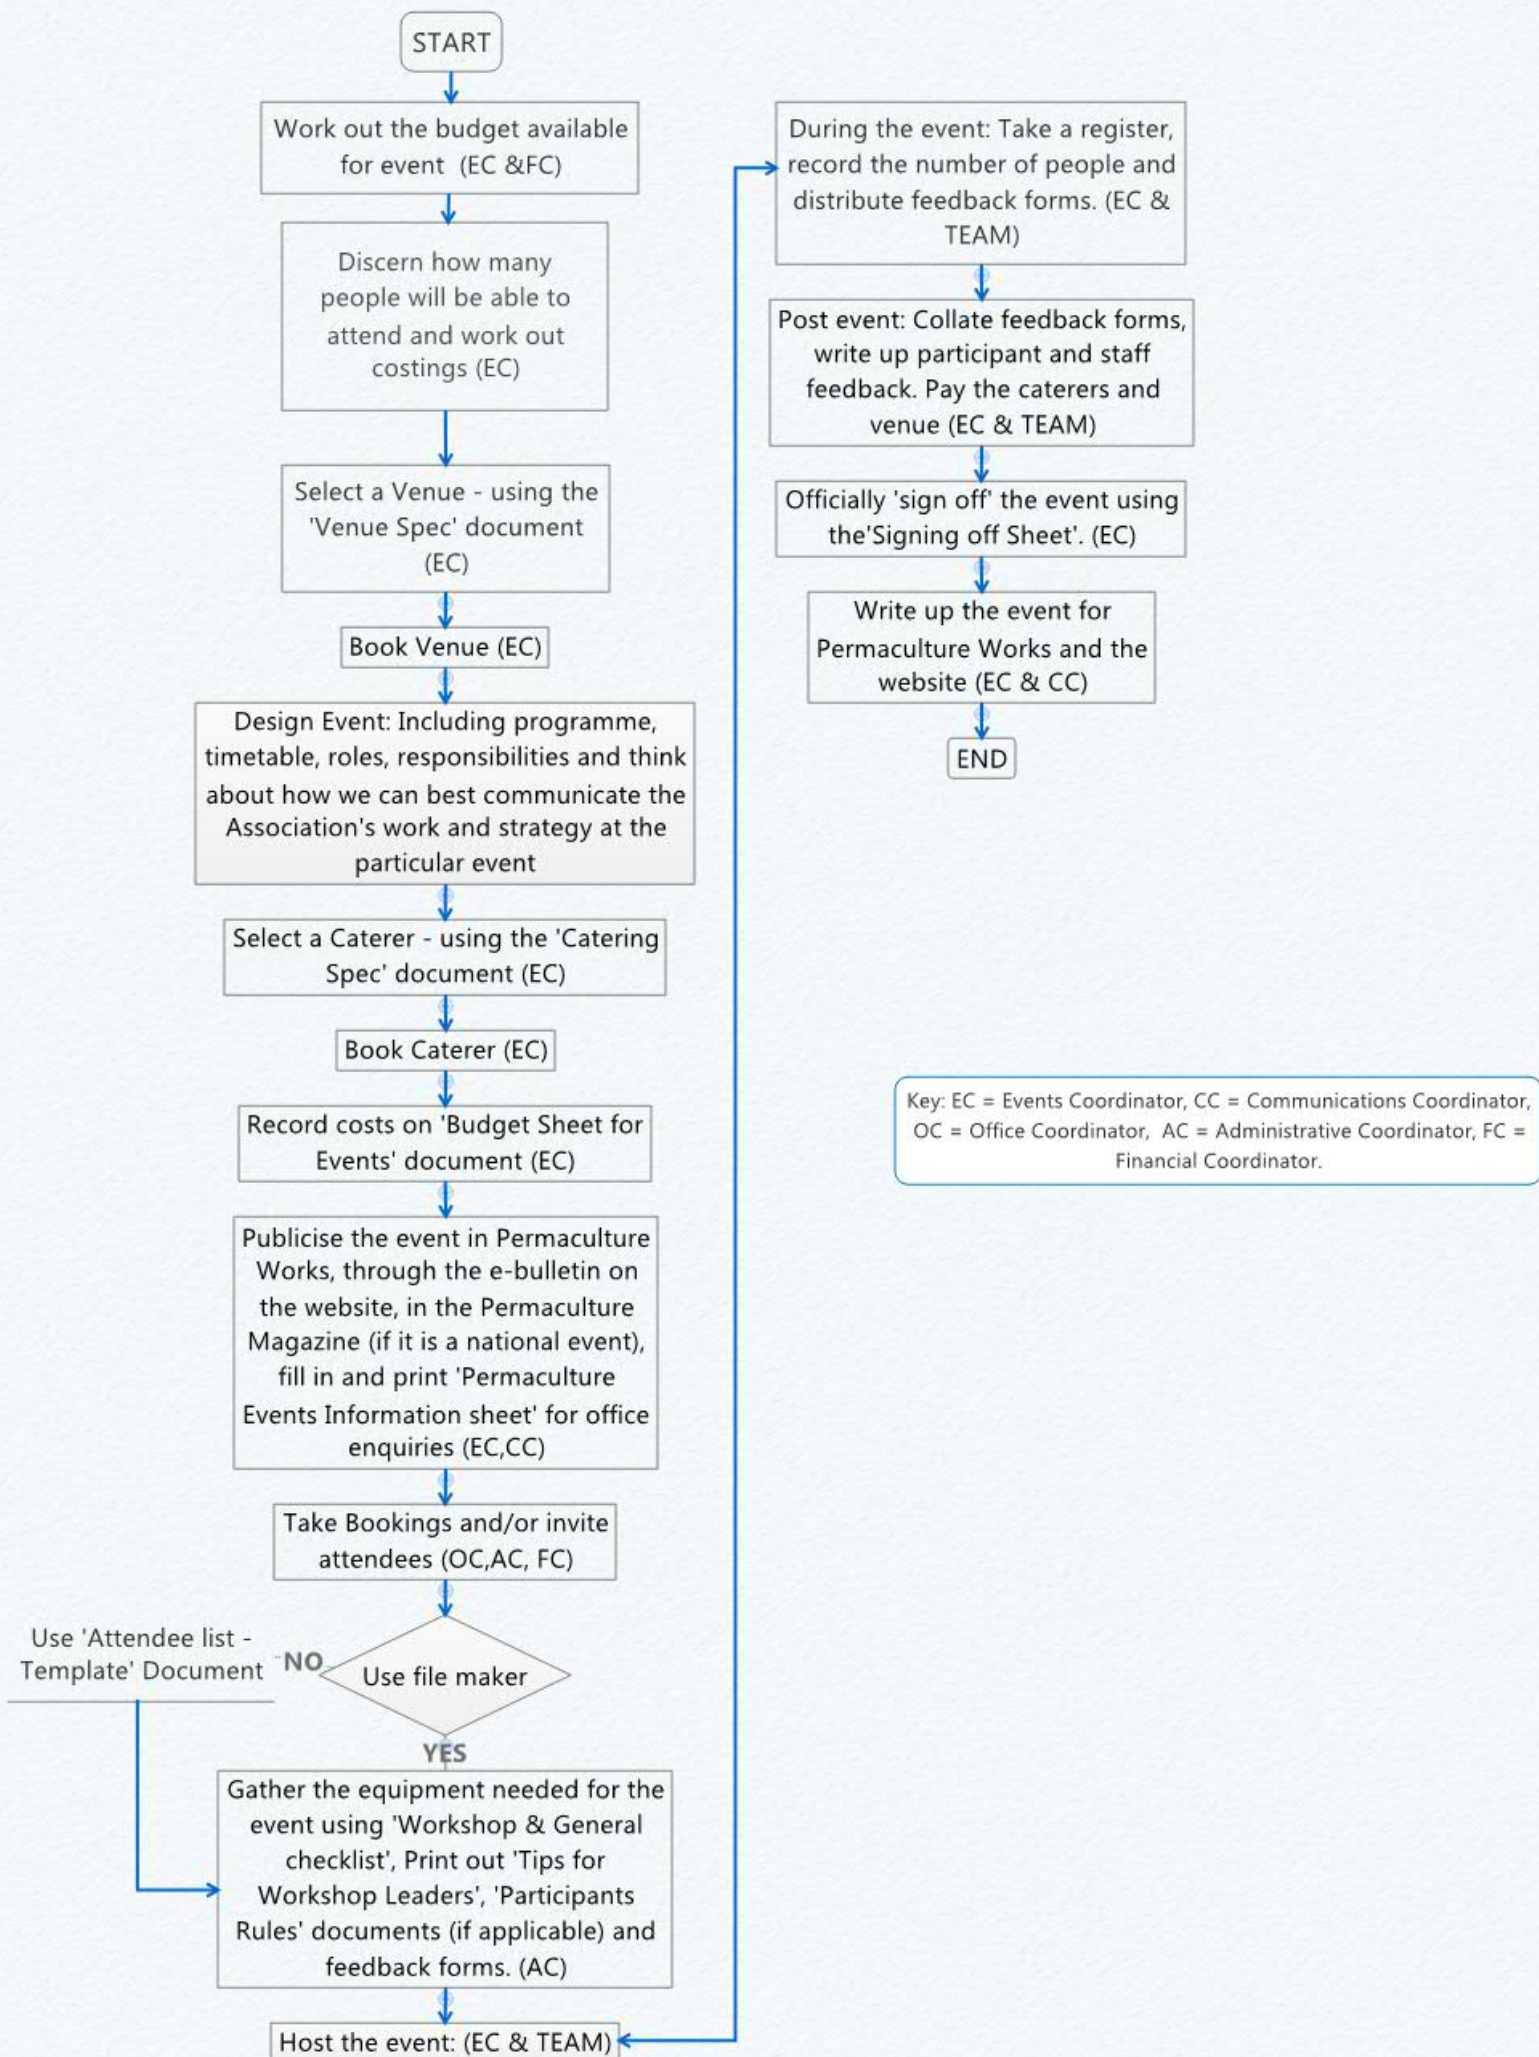 START
Work out the budget available
for event  (EC &FC)
Discern how many
people will be able to
attend and work out
costings (EC)
Select a Venue - using the
'Venue Spec' document
(EC)
Book Venue (EC)
Design Event: Including programme,
timetable, roles, responsibilities and think
about how we can best communicate the
Association's work and strategy at the
particular event
Select a Caterer - using the 'Catering
Spec' document (EC)
Book Caterer (EC)
Record costs on 'Budget Sheet for
Events' document (EC)
Publicise the event in Permaculture
Works, through the e-bulletin on
the website, in the Permaculture
Magazine (if it is a national event),
fill in and print 'Permaculture
Events Information sheet' for office
enquiries (EC,CC)
Take Bookings and/or invite
attendees (OC,AC, FC)
Use file maker
NO
Use 'Attendee list -
Template' Document
YES
Gather the equipment needed for the
event using 'Workshop & General
checklist', Print out 'Tips for
Workshop Leaders', 'Participants
Rules' documents (if applicable) and
feedback forms. (AC)
Host the event: (EC & TEAM)
During the event: Take a register,
record the number of people and
distribute feedback forms. (EC &
TEAM)
Post event: Collate feedback forms,
write up participant and staff
feedback. Pay the caterers and
venue (EC & TEAM)
Officially 'sign off' the event using
the'Signing off Sheet'. (EC)
Write up the event for
Permaculture Works and the
website (EC & CC)
END
Key: EC = Events Coordinator, CC = Communications Coordinator,
OC = Office Coordinator,  AC = Administrative Coordinator, FC =
Financial Coordinator.